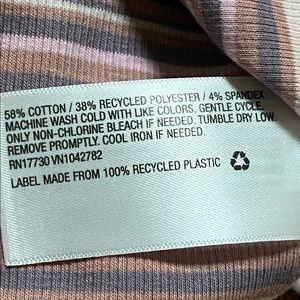 58% COTTON / 38% RECYCLED POLYESTER / 4% SPANDEX
MACHINE WASH COLD WITH LIKE COLORS. GENTLE CYCLE.
ONLY NON-CHLORINE BLEACH IF NEEDED. TUMBLE DRY LOW.
REMOVE PROMPTLY. COOL IRON IF NEEDED.
RN17730 VN1042782
LABEL MADE FROM 100% RECYCLED PLASTIC